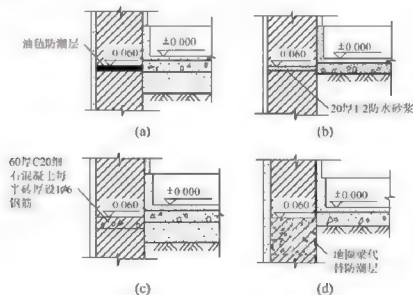 ±0.000
油毡防潮层
0.060
(a)
±0.000
0.060
20厚1:2防水砂浆
(b)
60厚C20细
石混凝土每
半砖厚设1Φ6
钢筋
±0.000
0.060
(c)
±0.000
0.060
地圈梁代
替防潮层
(d)